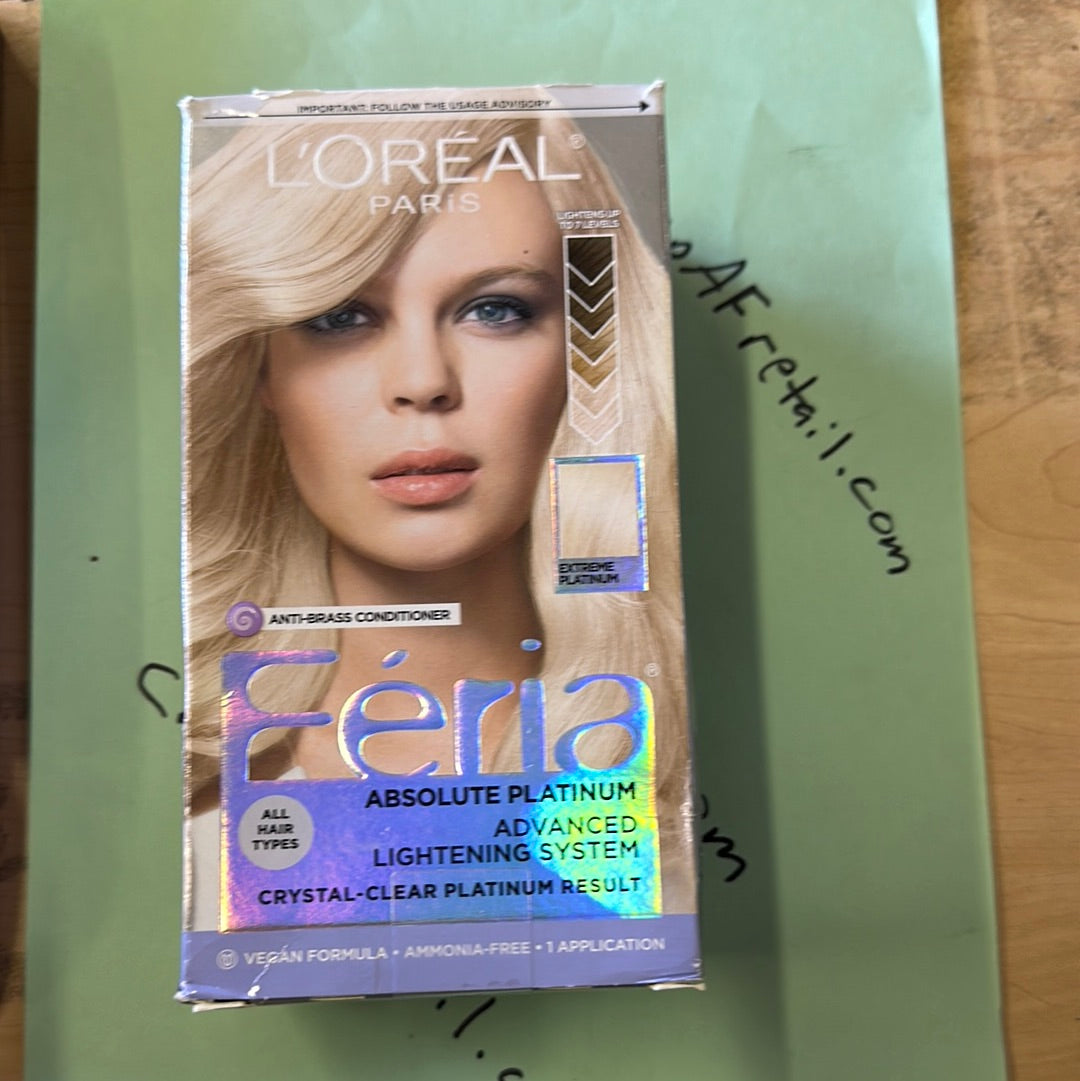 IMPORTANT: FOLLOW THE USAGE ADVISORY
L'ORÉAL®
PARiS
LIGHTENS UP
TO 7 LEVELS
EXTREME
PLATINUM
ANTI-BRASS CONDITIONER
Féria®
ABSOLUTE PLATINUM
ALL
HAIR
TYPES
ADVANCED
LIGHTENING SYSTEM
CRYSTAL-CLEAR PLATINUM RESULT
VEGAN FORMULA • AMMONIA-FREE • 1 APPLICATION
AFretail.com